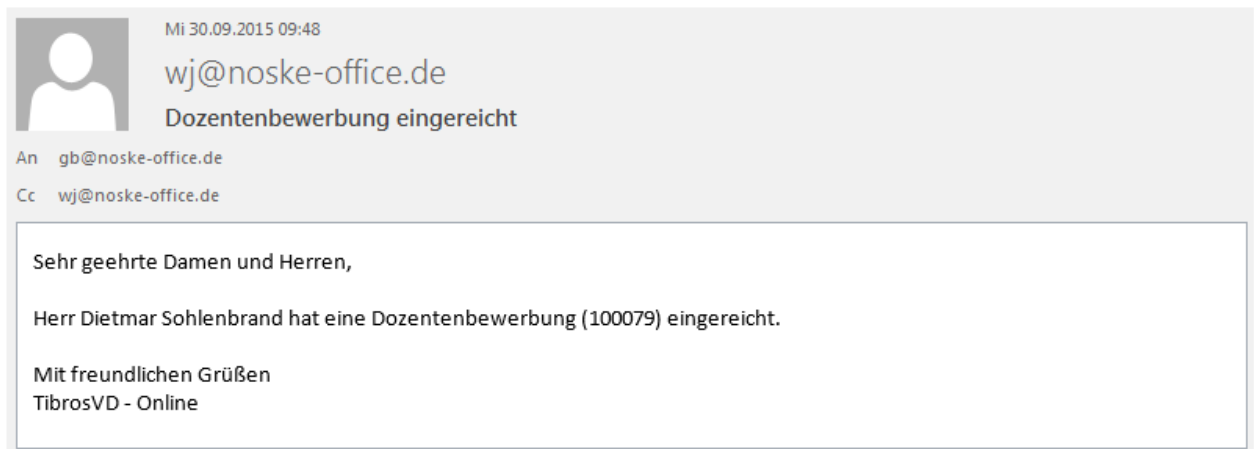 Mi 30.09.2015 09:48
wj@noske-office.de
Dozentenbewerbung eingereicht
An gb@noske-office.de
Cc wj@noske-office.de
Sehr geehrte Damen und Herren,
Herr Dietmar Sohlenbrand hat eine Dozentenbewerbung (100079) eingereicht.
Mit freundlichen Grüßen
TibrosVD - Online